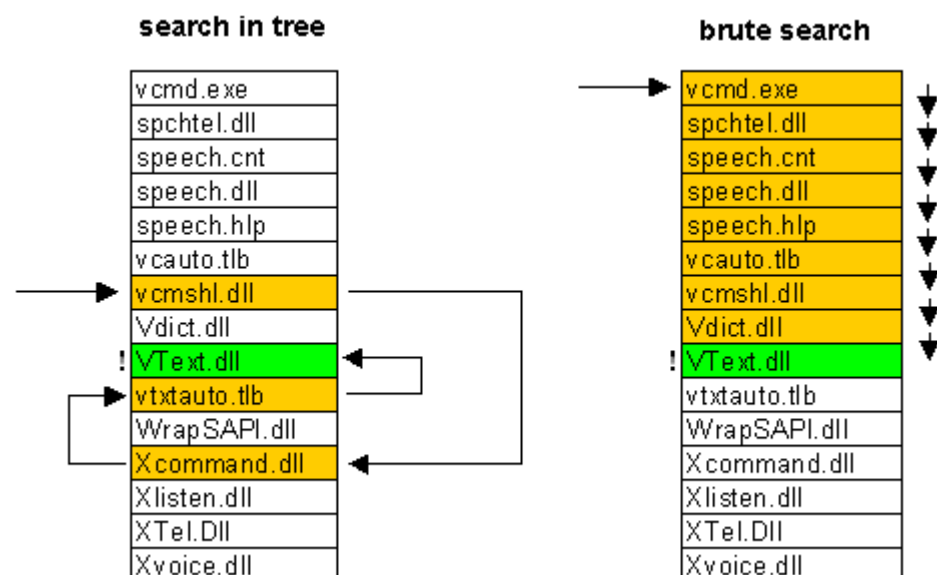 search in tree
vcmd.exe
spchtel.dll
speech.cnt
speech.dll
speech.hlp
vcauto.tlb
vcmshl.dll
Vdict.dll
! VText.dll
vtxtauto.tlb
WrapSAPI.dll
Xcommand.dll
Xlisten.dll
XTel.Dll
Xvoice.dll
brute search
vcmd.exe
spchtel.dll
speech.cnt
speech.dll
speech.hlp
vcauto.tlb
vcmshl.dll
Vdict.dll
! VText.dll
vtxtauto.tlb
WrapSAPI.dll
Xcommand.dll
Xlisten.dll
XTel.Dll
Xvoice.dll